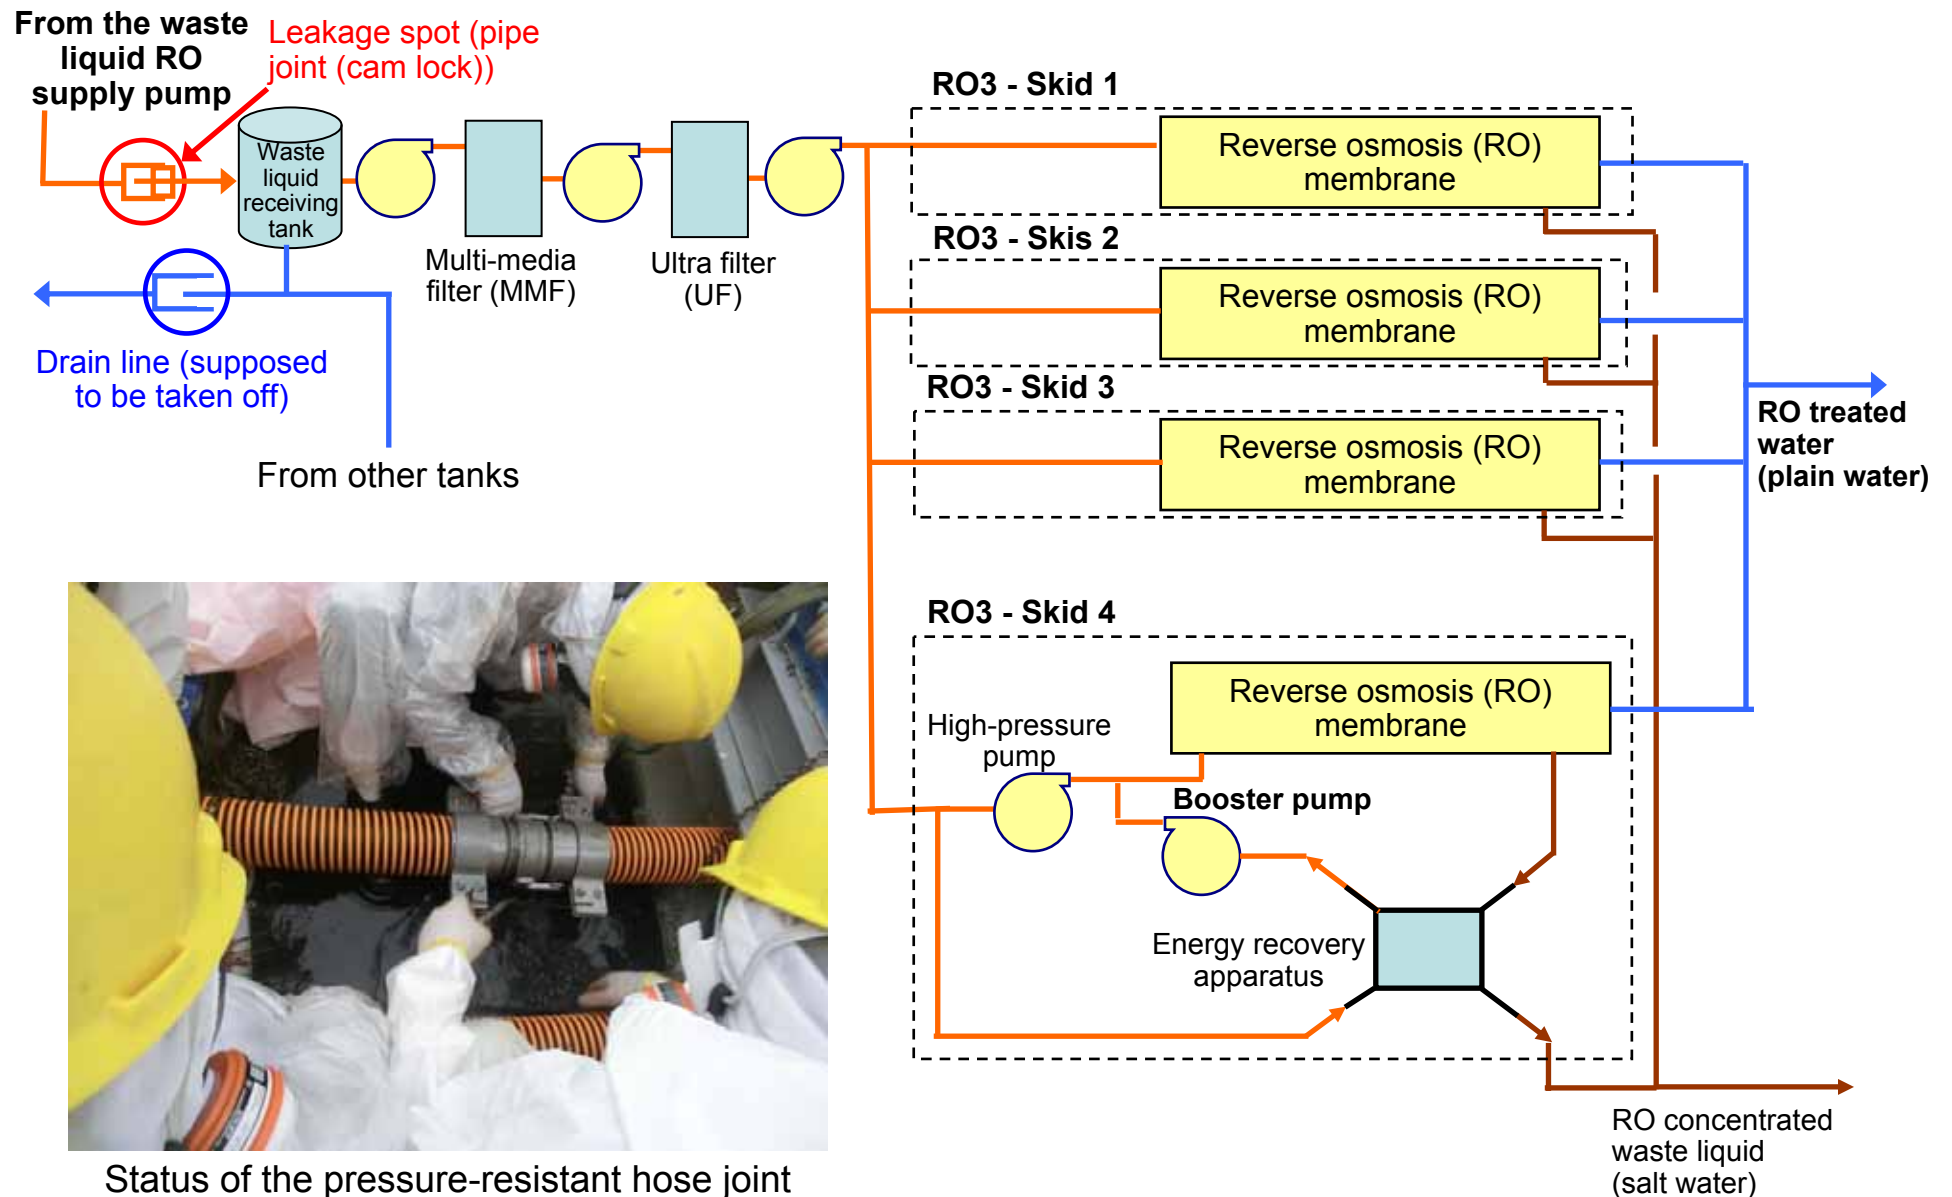 From the waste
liquid RO
supply pump
Leakage spot (pipe
joint (cam lock))
Waste
liquid
receiving
tank
Multi-media
filter (MMF)
Ultra filter
(UF)
Drain line (supposed
to be taken off)
From other tanks
RO3 - Skid 1
Reverse osmosis (RO)
membrane
RO3 - Skis 2
Reverse osmosis (RO)
membrane
RO3 - Skid 3
Reverse osmosis (RO)
membrane
RO treated
water
(plain water)
RO3 - Skid 4
Reverse osmosis (RO)
membrane
High-pressure
pump
Booster pump
Energy recovery
apparatus
RO concentrated
waste liquid
(salt water)
Status of the pressure-resistant hose joint